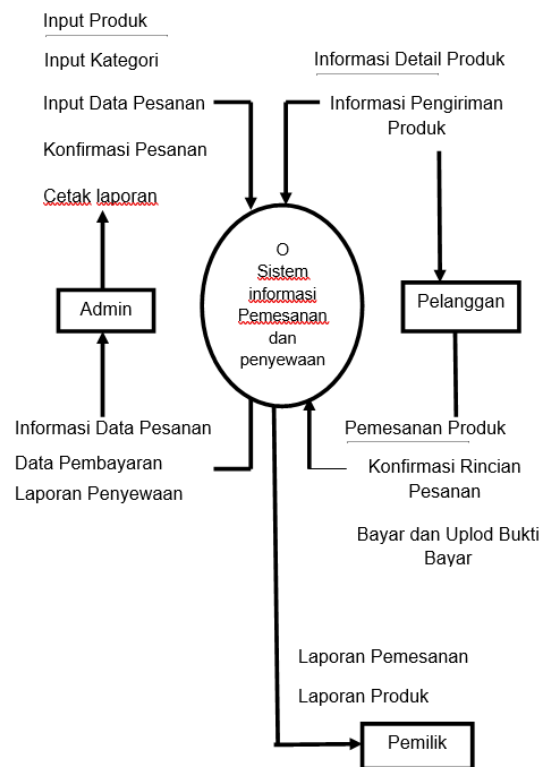 Input Produk
Input Kategori
Input Data Pesanan
Konfirmasi Pesanan
Cetak laporan
Admin
Informasi Data Pesanan
Data Pembayaran
Laporan Penyewaan
O
Sistem
informasi
Pemesanan
dan
penyewaan
Informasi Detail Produk
Informasi Pengiriman
Produk
Pelanggan
Pemesanan Produk
Konfirmasi Rincian
Pesanan
Bayar dan Uplod Bukti
Bayar
Laporan Pemesanan
Laporan Produk
Pemilik